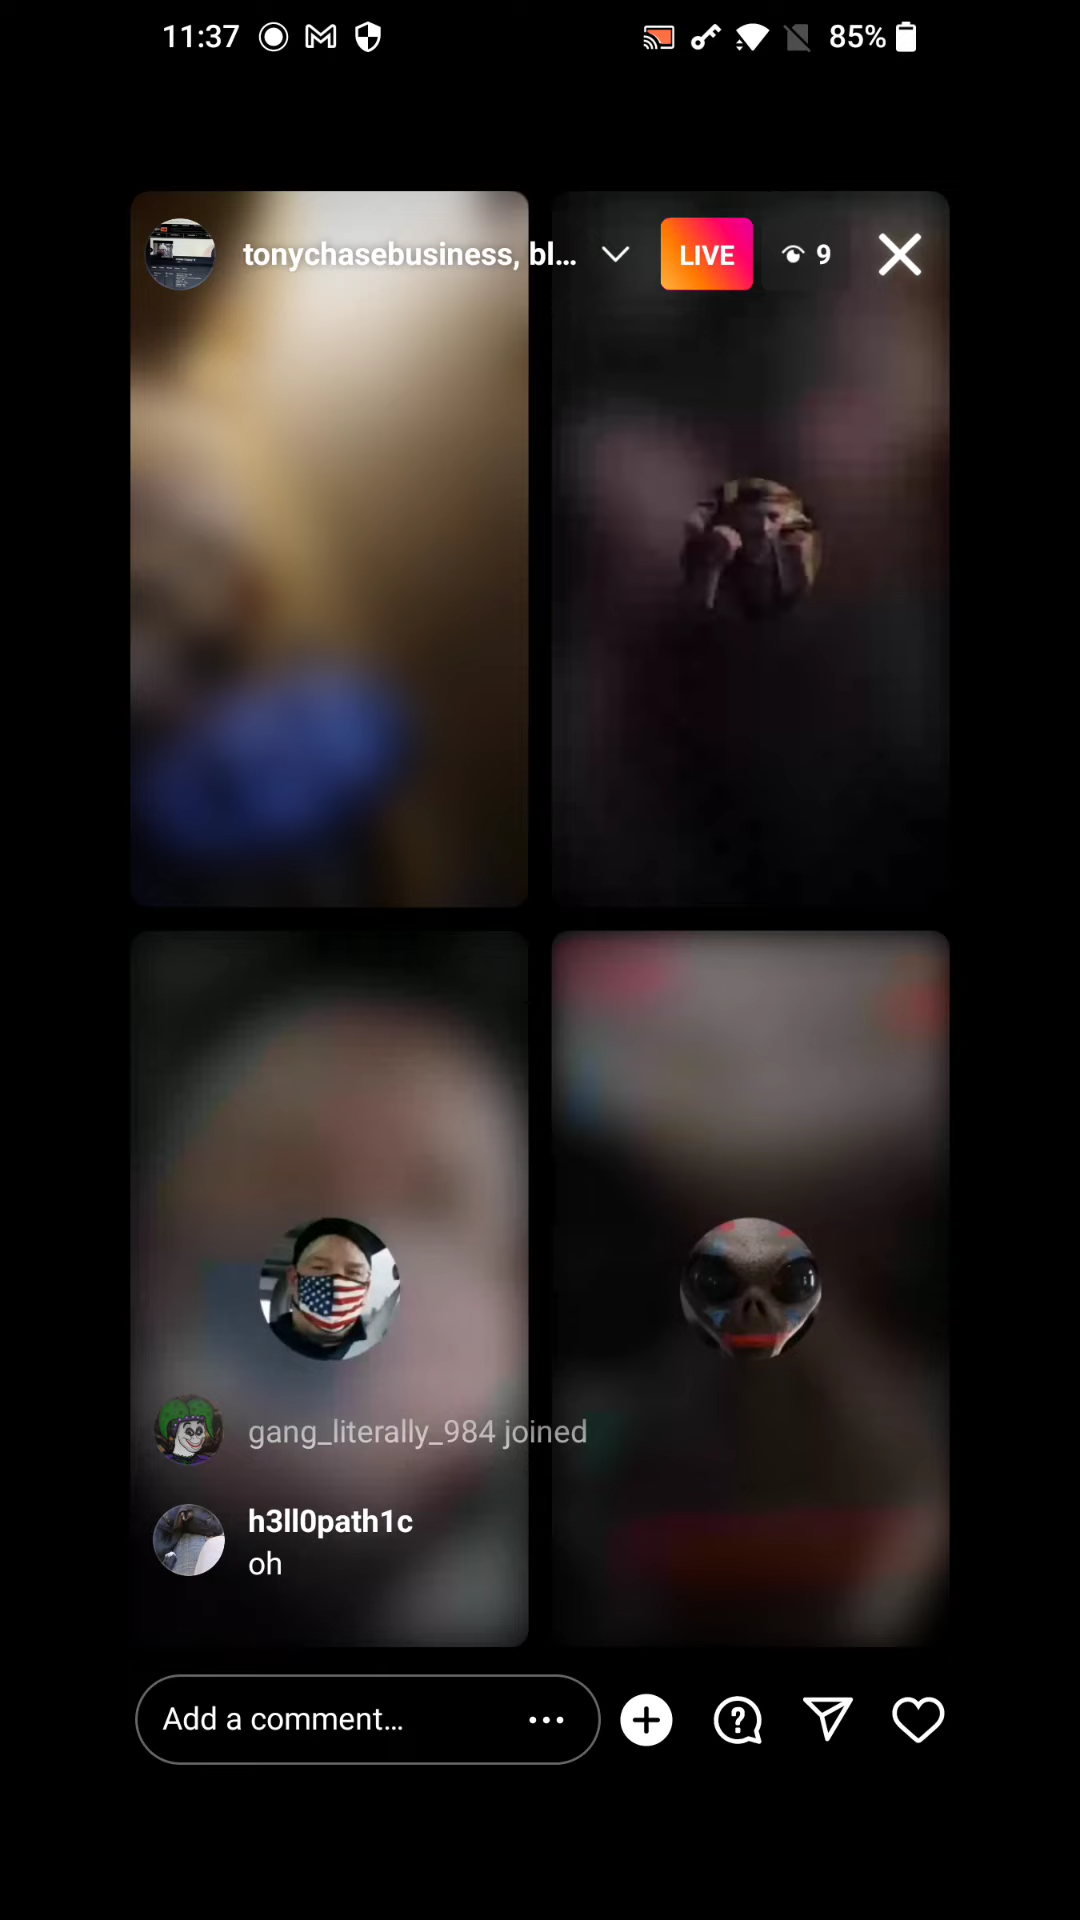 11:37
85%
tonychasebusiness, bl...
LIVE
9
gang_literally_984 joined
h3ll0path1c
oh
Add a comment...